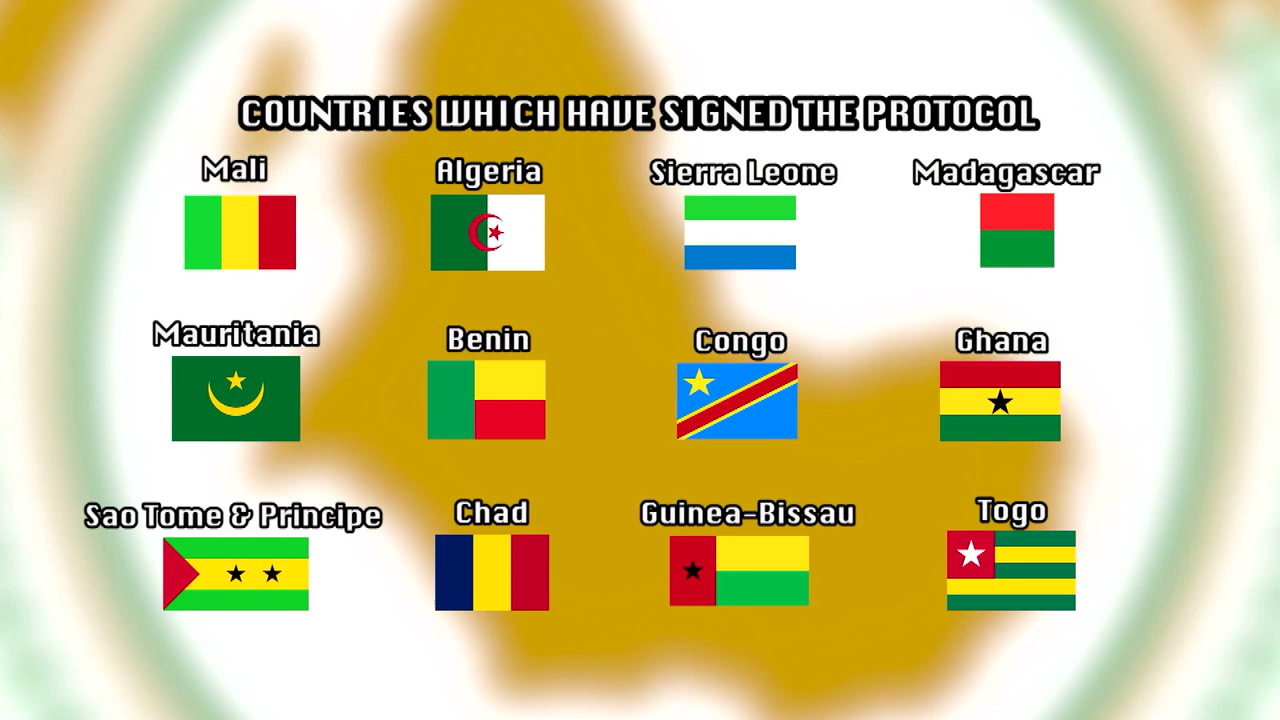 COUNTRIES WHICH HAVE SIGNED THE PROTOCOL
Mali
Algeria
Sierra Leone
Madagascar
Mauritania
Benin
Congo
Ghana
Sao Tome & Principe
Chad
Guinea-Bissau
Togo